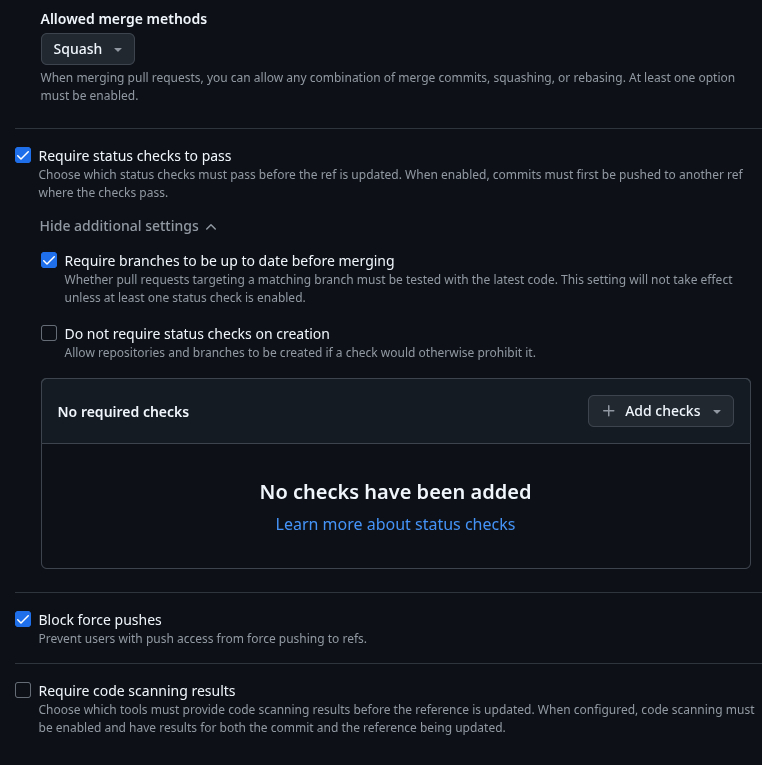 Allowed merge methods
Squash
When merging pull requests, you can allow any combination of merge commits, squashing, or rebasing. At least one option
must be enabled.
Require status checks to pass
Choose which status checks must pass before the ref is updated. When enabled, commits must first be pushed to another ref
where the checks pass.
Hide additional settings
Require branches to be up to date before merging
Whether pull requests targeting a matching branch must be tested with the latest code. This setting will not take effect
unless at least one status check is enabled.
Do not require status checks on creation
Allow repositories and branches to be created if a check would otherwise prohibit it.
No required checks
Add checks
No checks have been added
Learn more about status checks
Block force pushes
Prevent users with push access from force pushing to refs.
Require code scanning results
Choose which tools must provide code scanning results before the reference is updated. When configured, code scanning must
be enabled and have results for both the commit and the reference being updated.